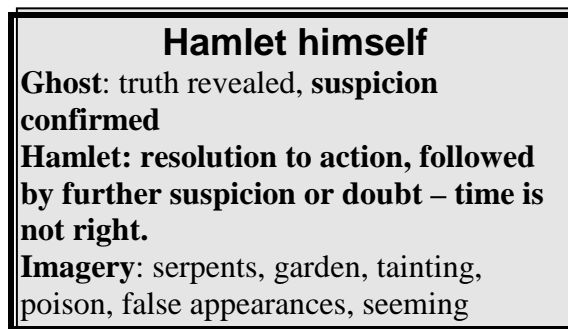 Hamlet himself
Ghost: truth revealed, suspicion
confirmed
Hamlet: resolution to action, followed
by further suspicion or doubt – time is
not right.
Imagery: serpents, garden, tainting,
poison, false appearances, seeming